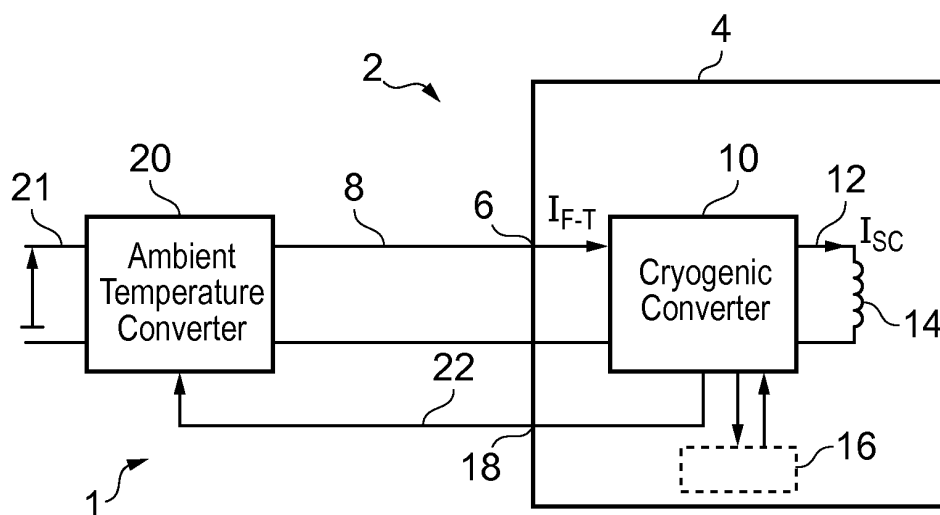 4
2
20
10
21
8
6
I_F-T
12
I_SC
Ambient
Temperature
Converter
Cryogenic
Converter
14
22
18
16
1